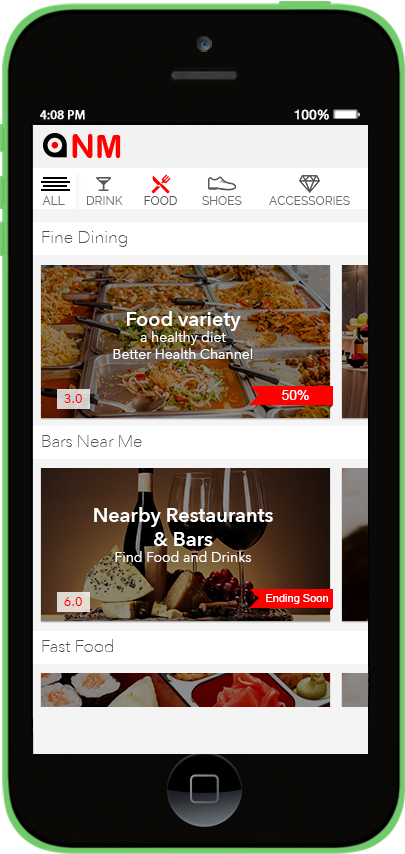 4:08 PM
100%
NM
ALL
DRINK
FOOD
SHOES
ACCESSORIES
Fine Dining
Food variety
a healthy diet
Better Health Channel
3.0
50%
Bars Near Me
Nearby Restaurants
& Bars
Find Food and Drinks
6.0
Ending Soon
Fast Food